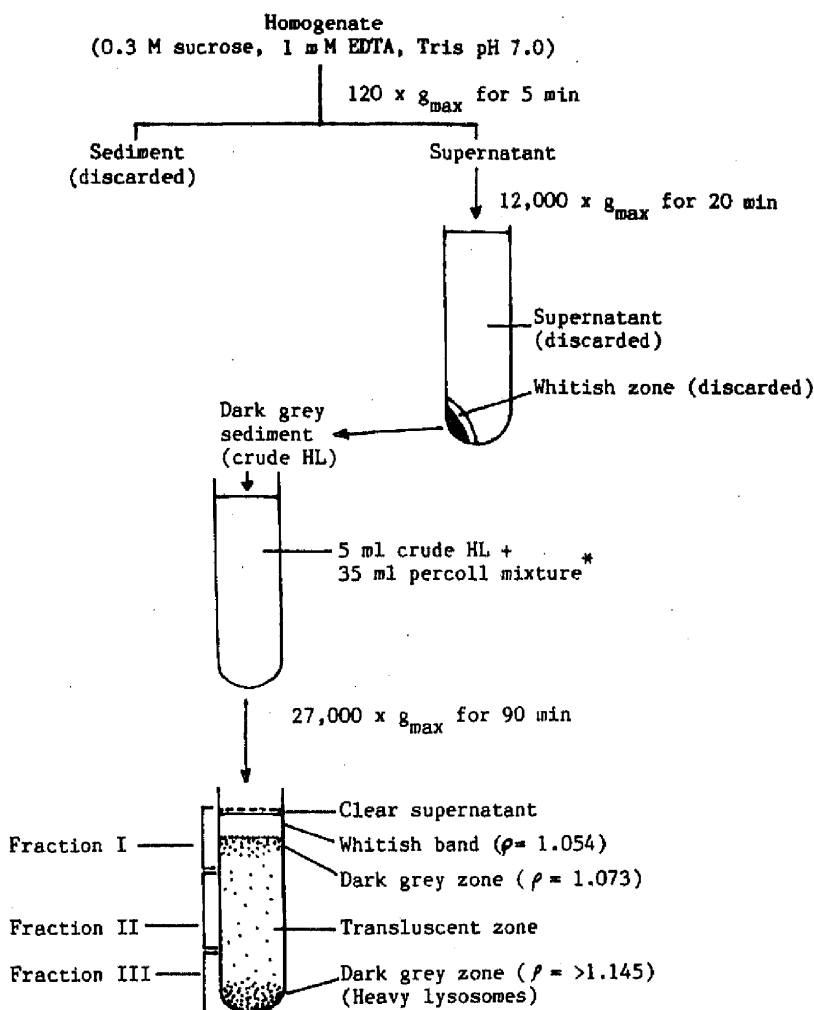 Homogenate
(0.3 M sucrose, 1 mM EDTA, Tris pH 7.0)
120 x gmax for 5 min
Sediment
(discarded)
Supernatant
12,000 x gmax for 20 min
Supernatant
(discarded)
Whitish zone (discarded)
Dark grey
sediment
(crude HL)
5 ml crude HL +
35 ml percoll mixture*
27,000 x gmax for 90 min
Clear supernatant
Fraction I
Whitish band (ρ= 1.054)
Dark grey zone ( ρ = 1.073)
Fraction II
Transluscent zone
Fraction III
Dark grey zone ( ρ = >1.145)
(Heavy lysosomes)